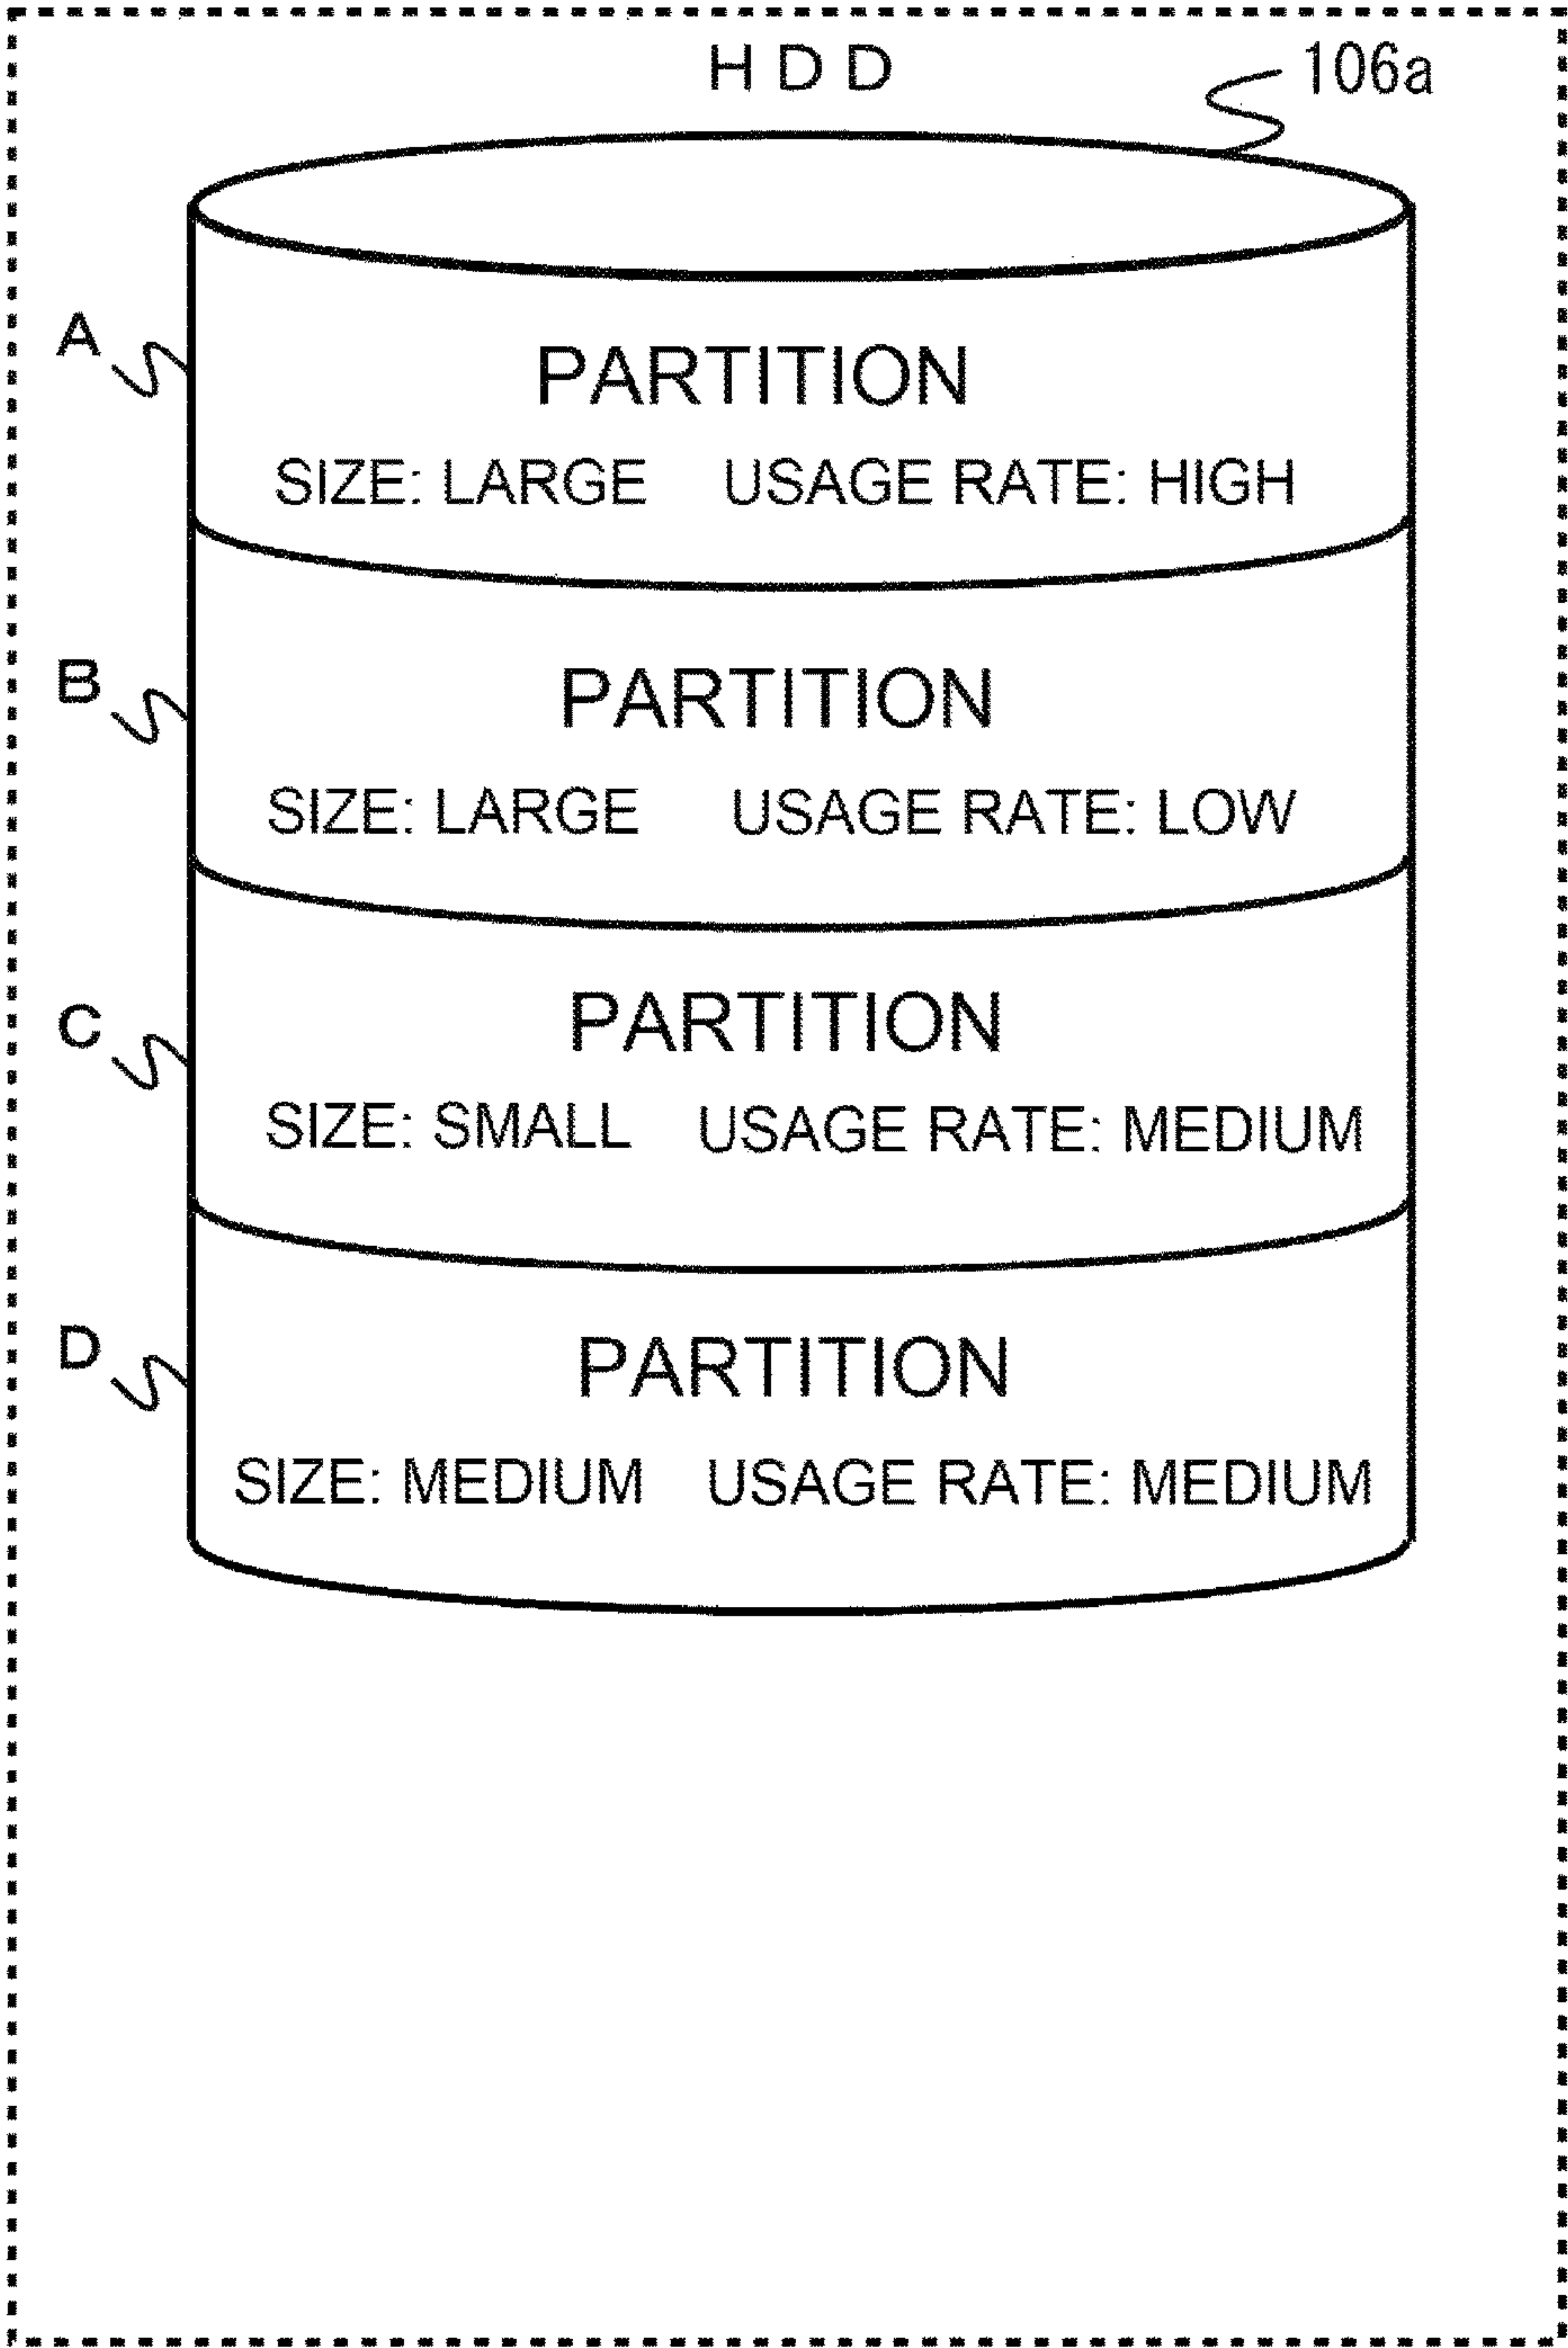 HDD
106a
A
PARTITION
SIZE: LARGE USAGE RATE: HIGH
B
PARTITION
SIZE: LARGE USAGE RATE: LOW
C
PARTITION
SIZE: SMALL USAGE RATE: MEDIUM
D
PARTITION
SIZE: MEDIUM USAGE RATE: MEDIUM